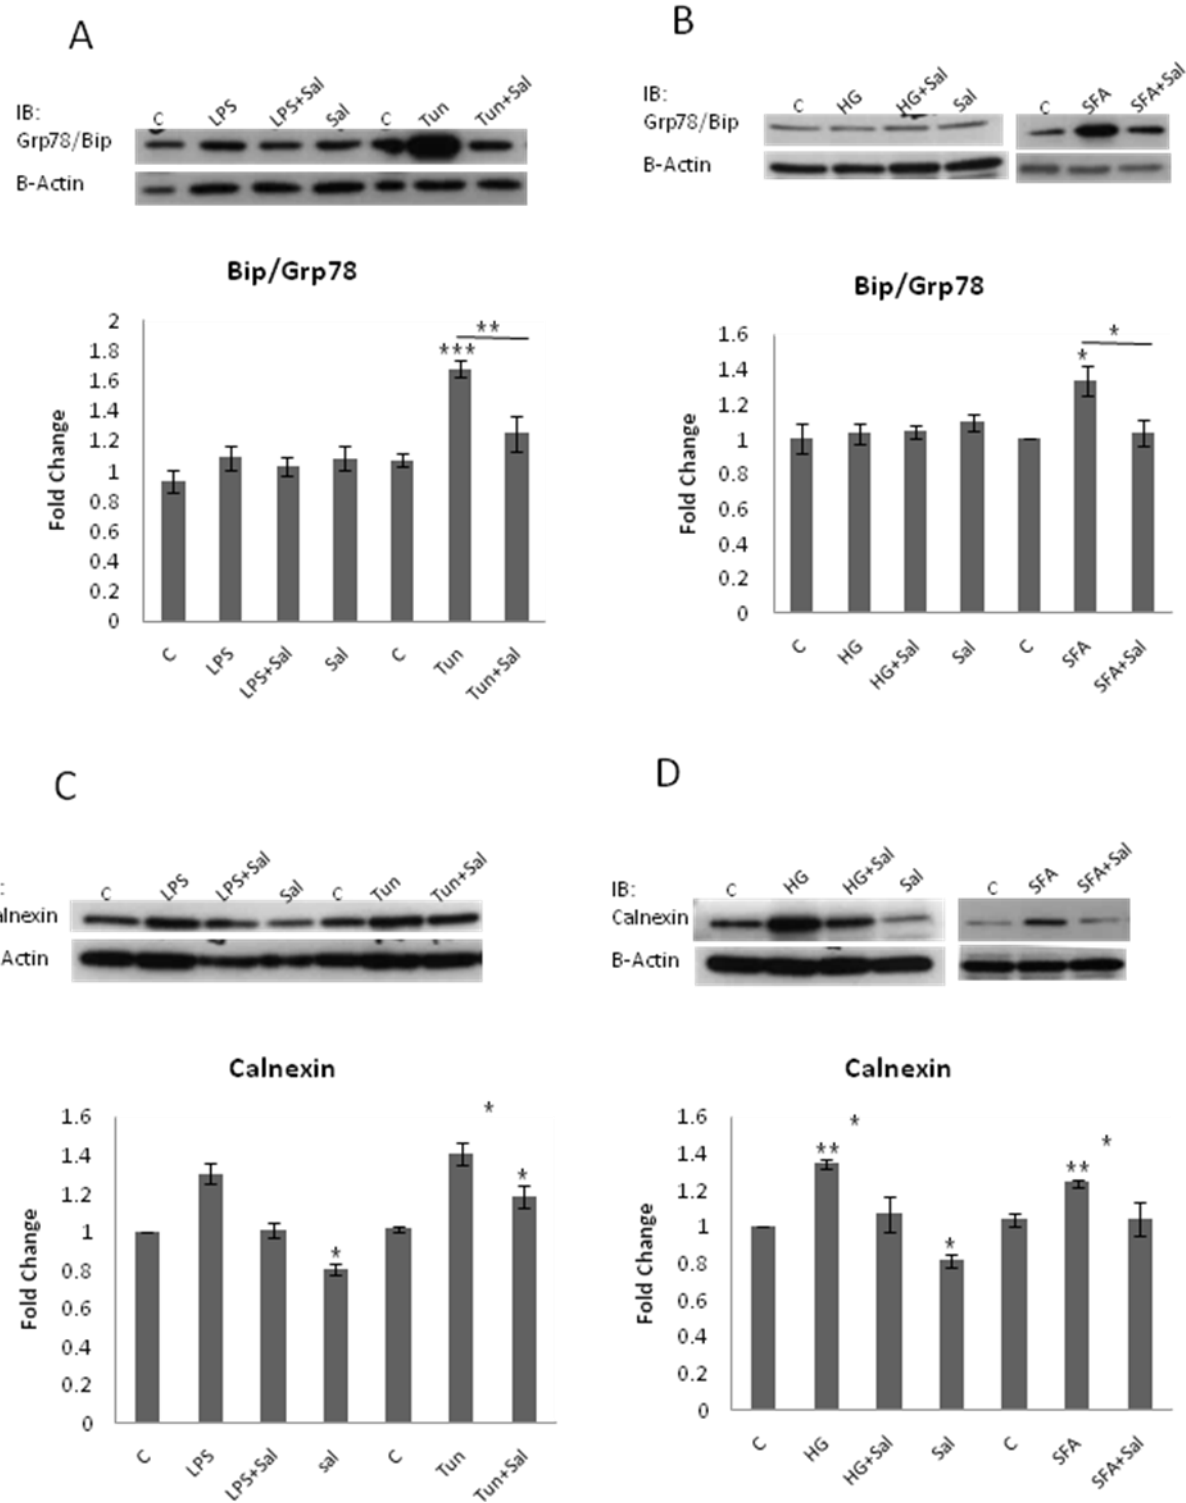 A
IB:
C LPS LPS+Sal Sal C Tun Tun+Sal
Grp78/Bip
B-Actin
Bip/Grp78
Fold Change
2
1.8
1.6
1.4
1.2
1
0.8
0.6
0.4
0.2
0
*** **
C LPS LPS+Sal Sal C Tun Tun+Sal
B
IB:
C HG HG+Sal Sal C SFA SFA+Sal
Grp78/Bip
B-Actin
Bip/Grp78
Fold Change
1.6
1.4
1.2
1
0.8
0.6
0.4
0.2
0
* *
C HG HG+Sal Sal C SFA SFA+Sal
C
:
C LPS LPS+Sal Sal C Tun Tun+Sal
alnexin
Actin
Calnexin
Fold Change
1.6
1.4
1.2
1
0.8
0.6
0.4
0.2
0
* * *
C LPS LPS+Sal sal C Tun Tun+Sal
D
IB:
C HG HG+Sal Sal C SFA SFA+Sal
Calnexin
B-Actin
Calnexin
Fold Change
1.6
1.4
1.2
1
0.8
0.6
0.4
0.2
0
** * * ** *
C HG HG+Sal Sal C SFA SFA+Sal